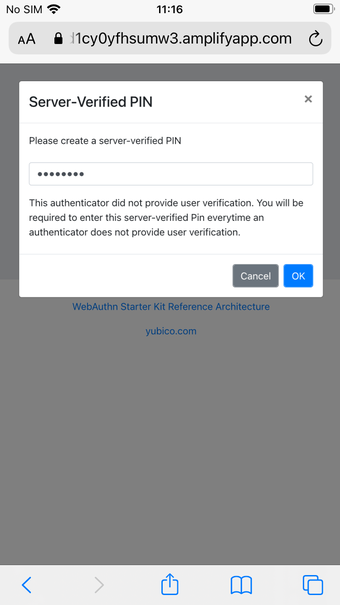 No SIM 11:16
AA d1cy0yfhsumw3.amplifyapp.com
Server-Verified PIN ×
Please create a server-verified PIN
••••••••
This authenticator did not provide user verification. You will be
required to enter this server-verified Pin everytime an
authenticator does not provide user verification.
Cancel OK
WebAuthn Starter Kit Reference Architecture
yubico.com